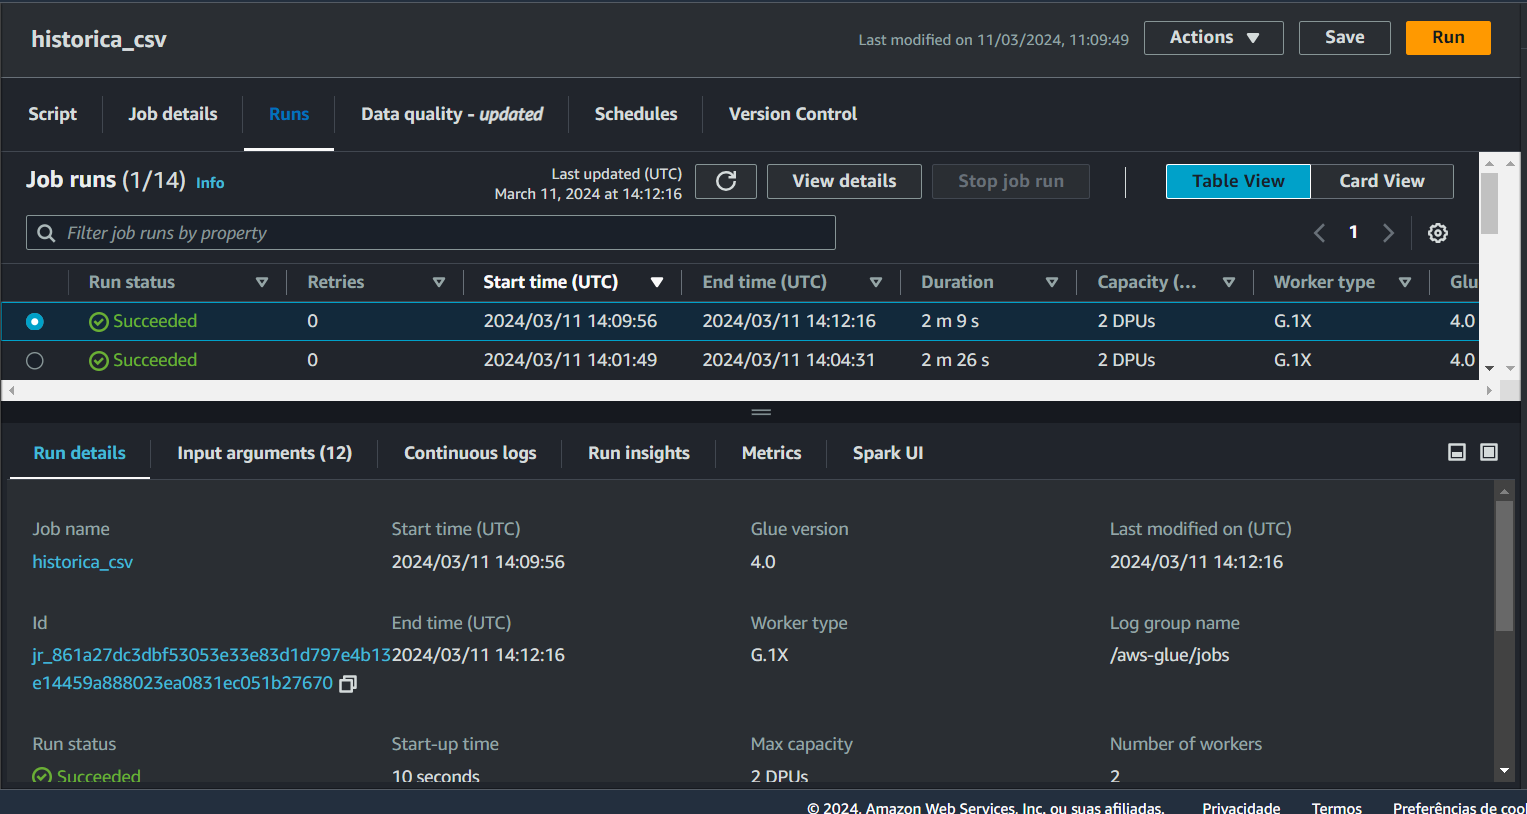 historica_csv
Last modified on 11/03/2024, 11:09:49
Actions
Save
Run
Script
Job details
Runs
Data quality - updated
Schedules
Version Control
Job runs (1/14) Info
Last updated (UTC)
March 11, 2024 at 14:12:16
View details
Stop job run
Table View
Card View
Filter job runs by property
1
Run status Retries Start time (UTC) End time (UTC) Duration Capacity (... Worker type Glu
Succeeded 0 2024/03/11 14:09:56 2024/03/11 14:12:16 2 m 9 s 2 DPUs G.1X 4.0
Succeeded 0 2024/03/11 14:01:49 2024/03/11 14:04:31 2 m 26 s 2 DPUs G.1X 4.0
Run details
Input arguments (12)
Continuous logs
Run insights
Metrics
Spark UI
Job name
historica_csv
Start time (UTC)
2024/03/11 14:09:56
Glue version
4.0
Last modified on (UTC)
2024/03/11 14:12:16
Id
jr_861a27dc3dbf53053e33e83d1d797e4b13
e14459a888023ea0831ec051b27670
End time (UTC)
2024/03/11 14:12:16
Worker type
G.1X
Log group name
/aws-glue/jobs
Run status
Succeeded
Start-up time
10 seconds
Max capacity
2 DPUs
Number of workers
2
© 2024, Amazon Web Services, Inc. ou suas afiliadas.
Privacidade
Termos
Preferências de coo